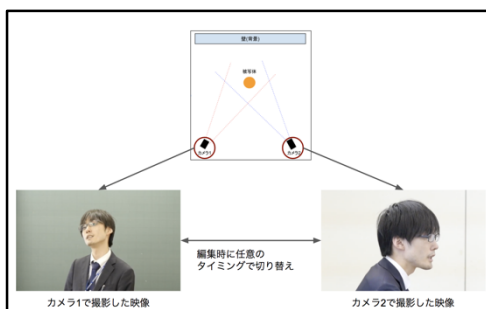 壁(背景)
被写体
カメラ1
カメラ2
編集時に任意の
タイミングで切り替え
カメラ1で撮影した映像
カメラ2で撮影した映像